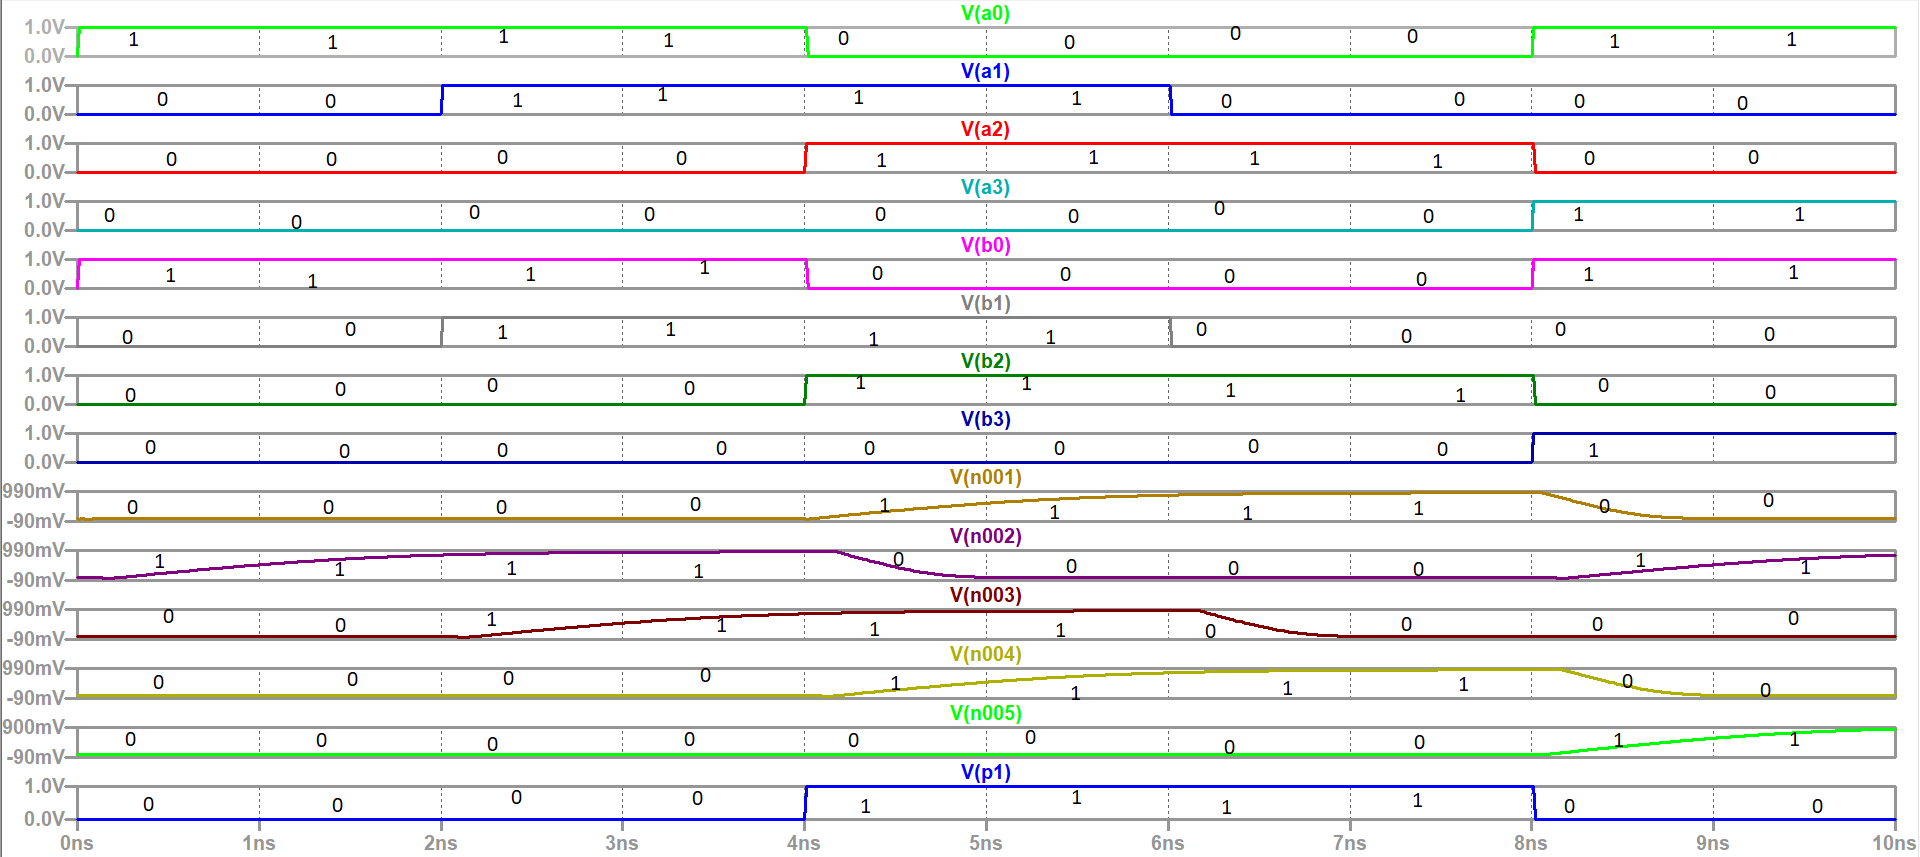 V(a0)
1.0V
0.0V
1 1 1 1 0 0 0 0 1 1
V(a1)
1.0V
0.0V
0 0 1 1 1 1 0 0 0 0
V(a2)
1.0V
0.0V
0 0 0 0 1 1 1 1 0 0
V(a3)
1.0V
0.0V
0 0 0 0 0 0 0 0 1 1
V(b0)
1.0V
0.0V
1 1 1 1 0 0 0 0 1 1
V(b1)
1.0V
0.0V
0 0 1 1 1 1 0 0 0 0
V(b2)
1.0V
0.0V
0 0 0 0 1 1 1 1 0 0
V(b3)
1.0V
0.0V
0 0 0 0 0 0 0 0 1
V(n001)
990mV
-90mV
0 0 0 0 1 1 1 1 0 0
V(n002)
990mV
-90mV
1 1 1 1 0 0 0 0 1 1
V(n003)
990mV
-90mV
0 0 1 1 1 1 0 0 0 0
V(n004)
990mV
-90mV
0 0 0 0 1 1 1 1 0 0
V(n005)
900mV
-90mV
0 0 0 0 0 0 0 0 1 1
V(p1)
1.0V
0.0V
0 0 0 0 1 1 1 1 0 0
0ns 1ns 2ns 3ns 4ns 5ns 6ns 7ns 8ns 9ns 10ns